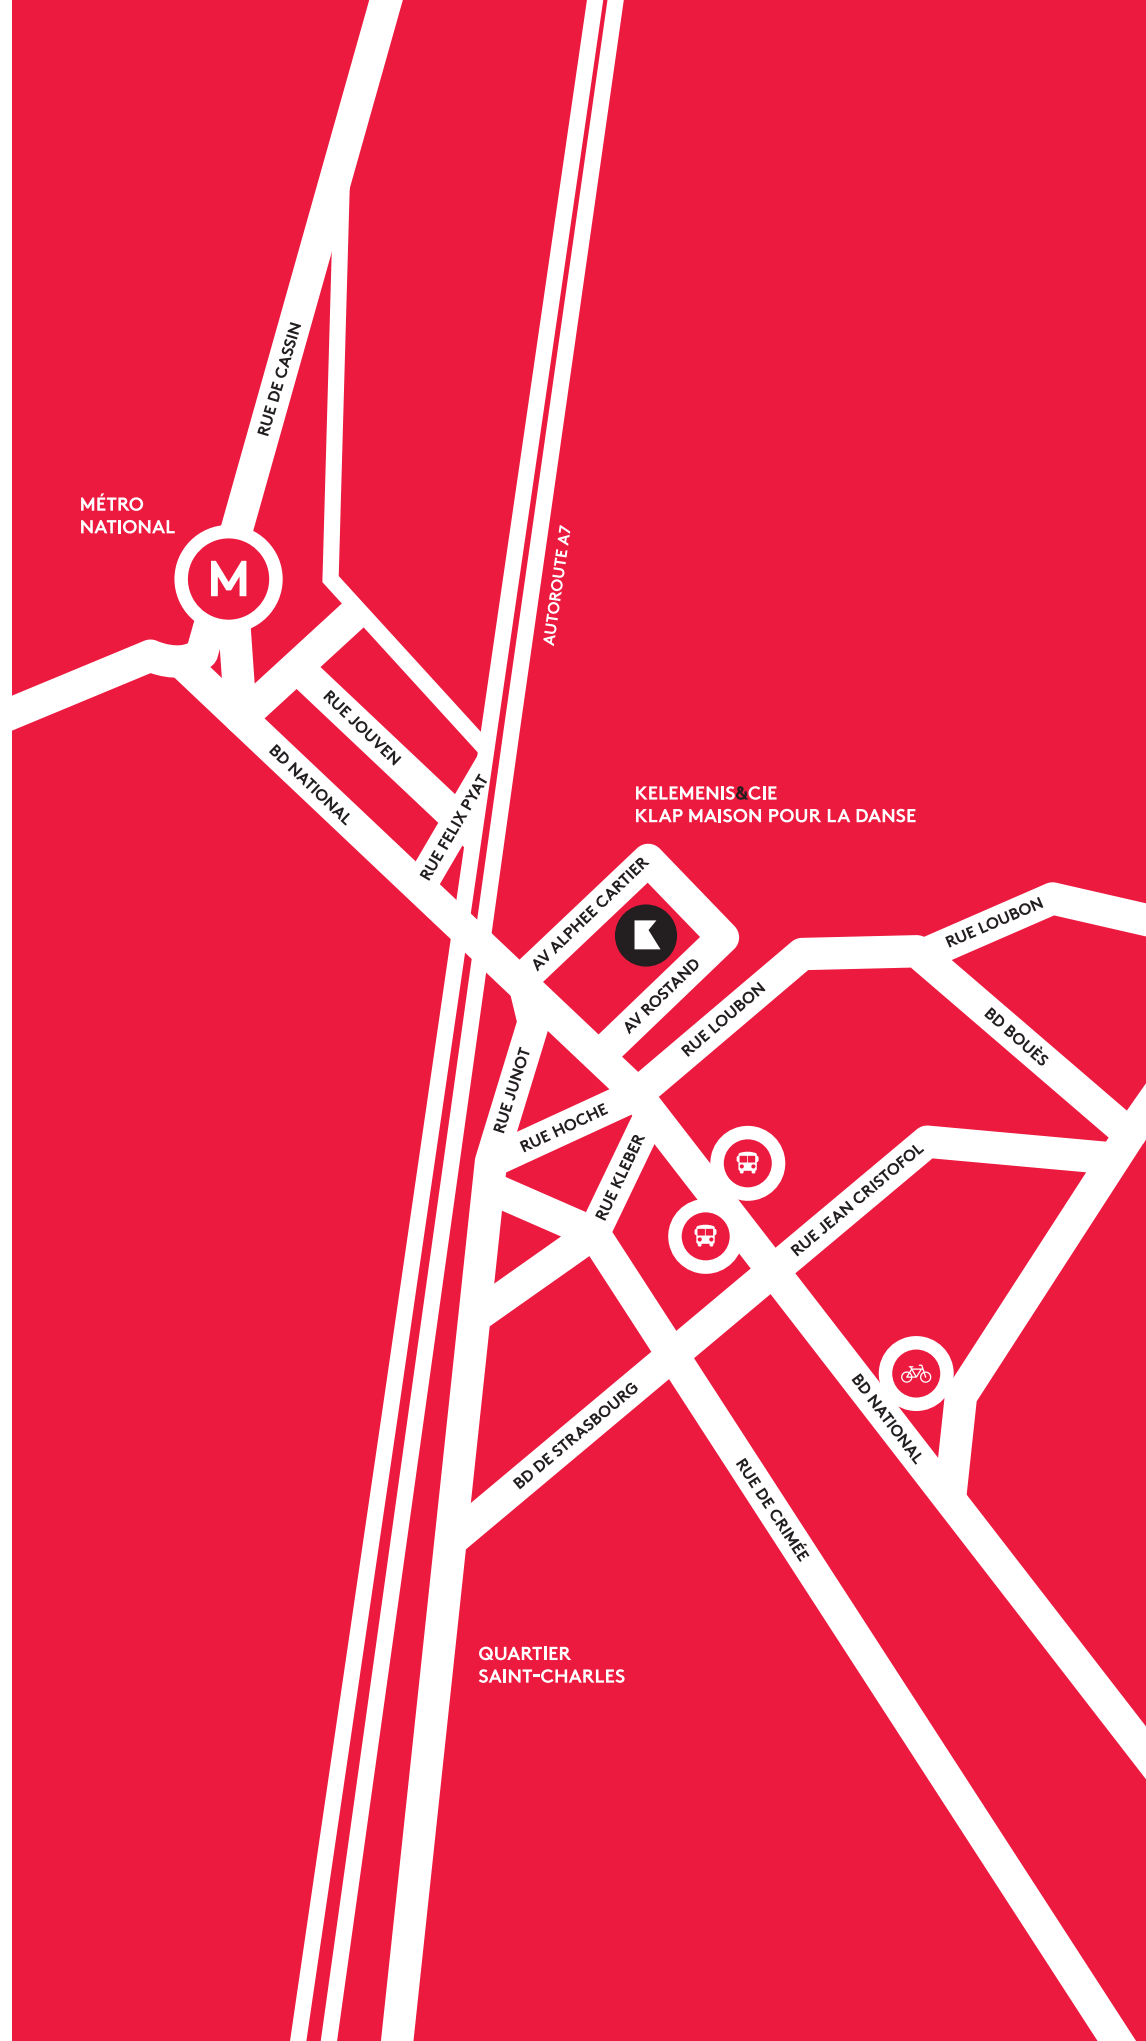 RUE DE CASSIN
MÉTRO
NATIONAL
M
AUTOROUTE A7
RUE JOUVEN
BD NATIONAL
RUE FELIX PYAT
KELEMENIS&CIE
KLAP MAISON POUR LA DANSE
AV ALPHEE CARTIER
K
AV ROSTAND
RUE LOUBON
RUE LOUBON
BD BOUÈS
RUE JUNOT
RUE HOCHE
RUE KLEBER
RUE JEAN CRISTOFOL
BD DE STRASBOURG
BD NATIONAL
RUE DE CRIMÉE
QUARTIER
SAINT-CHARLES